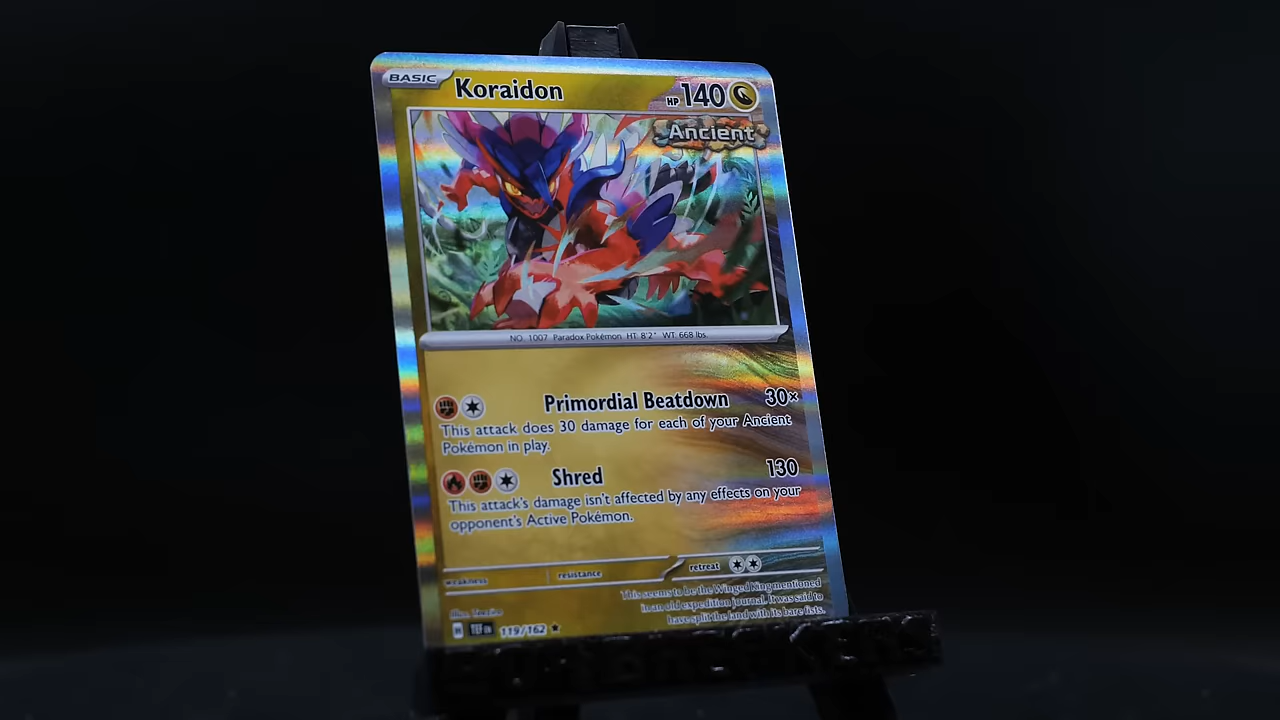 BASIC Koraidon HP 140
Ancient
NO. 1007 Paradox Pokémon HT: 8'2" WT: 668 lbs.
Primordial Beatdown 30×
This attack does 30 damage for each of your Ancient
Pokémon in play.
Shred 130
This attack's damage isn't affected by any effects on your
opponent's Active Pokémon.
weakness resistance retreat
This seems to be the Winged King mentioned
in an old expedition journal. It was said to
have split the land with its bare fists.
Illus.
H TEF EN 119/162